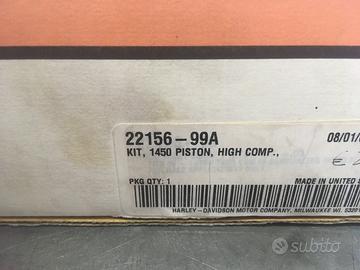 22156-99A 08/01/
KIT, 1450 PISTON, HIGH COMP.,
€
PKG QTY: 1 MADE IN UNITED
HARLEY-DAVIDSON MOTOR COMPANY, MILWAUKEE WI.
subito